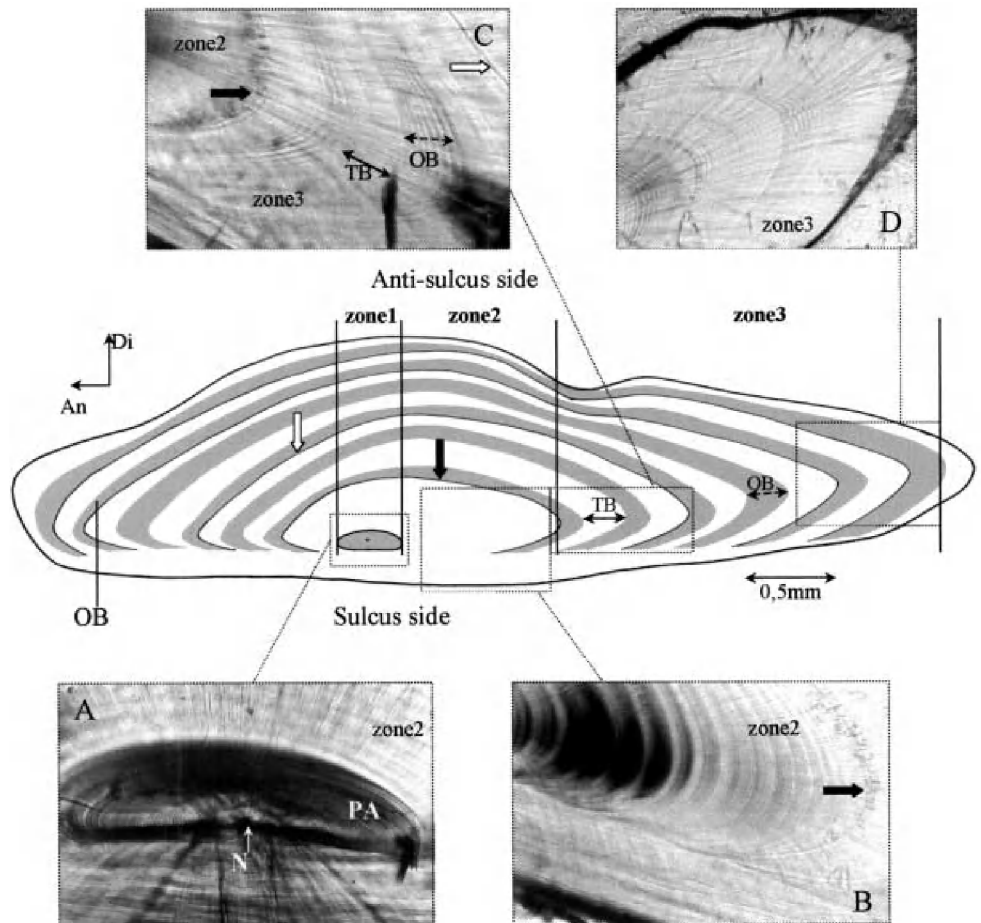 C
zone2
OB
TB
zone3
D
zone3
Anti-sulcus side
zone1
zone2
zone3
Di
An
OB
TB
OB
0,5mm
Sulcus side
A
zone2
PA
N
zone2
B